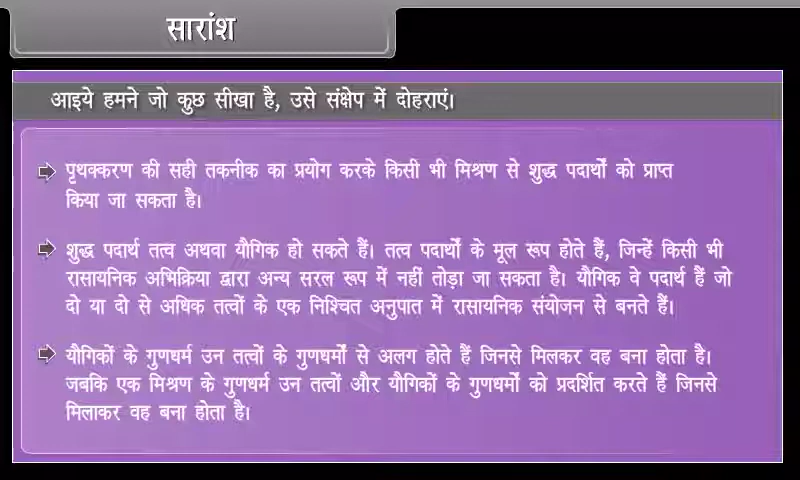 सारांश
आइये हमने जो कुछ सीखा है, उसे संक्षेप में दोहराएं।
पृथक्करण की सही तकनीक का प्रयोग करके किसी भी मिश्रण से शुद्ध पदार्थों को प्राप्त
किया जा सकता है।
शुद्ध पदार्थ तत्व अथवा यौगिक हो सकते हैं। तत्व पदार्थों के मूल रूप होते हैं, जिन्हें किसी भी
रासायनिक अभिक्रिया द्वारा अन्य सरल रूप में नहीं तोड़ा जा सकता है। यौगिक वे पदार्थ हैं जो
दो या दो से अधिक तत्वों के एक निश्चित अनुपात में रासायनिक संयोजन से बनते हैं।
यौगिकों के गुणधर्म उन तत्वों के गुणधर्मों से अलग होते हैं जिनसे मिलकर वह बना होता है।
जबकि एक मिश्रण के गुणधर्म उन तत्वों और यौगिकों के गुणधर्मों को प्रदर्शित करते हैं जिनसे
मिलाकर वह बना होता है।